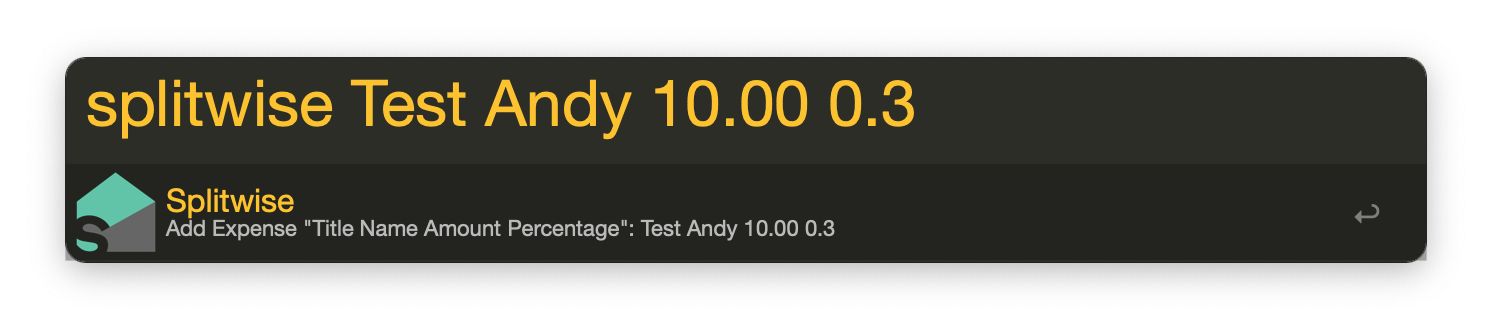 splitwise Test Andy 10.00 0.3
Splitwise
Add Expense "Title Name Amount Percentage": Test Andy 10.00 0.3